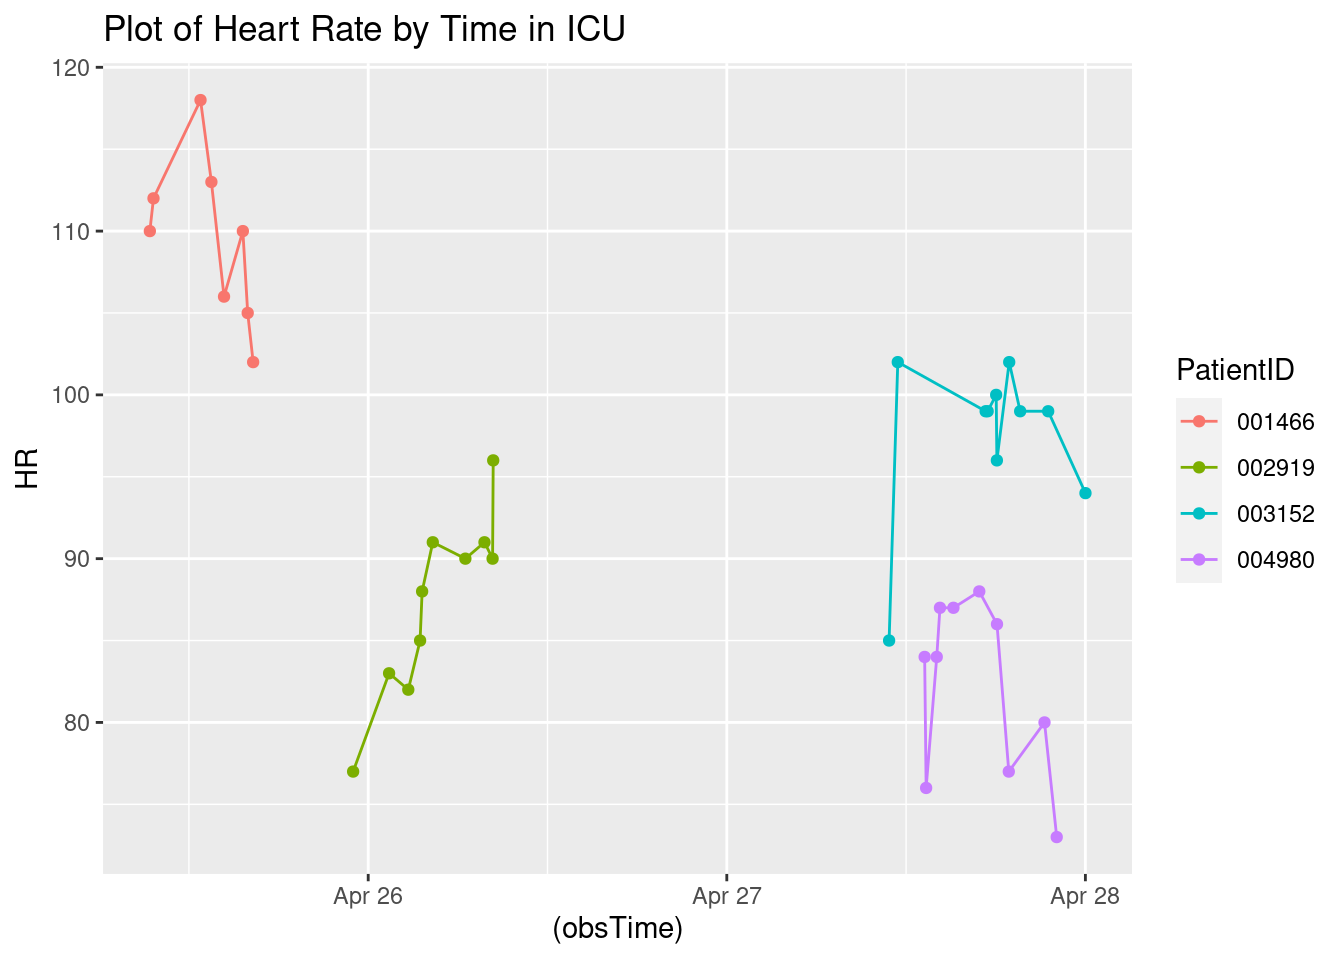 Plot of Heart Rate by Time in ICU
120
110
100
90
80
HR
Apr 26
Apr 27
Apr 28
(obsTime)
PatientID
001466
002919
003152
004980